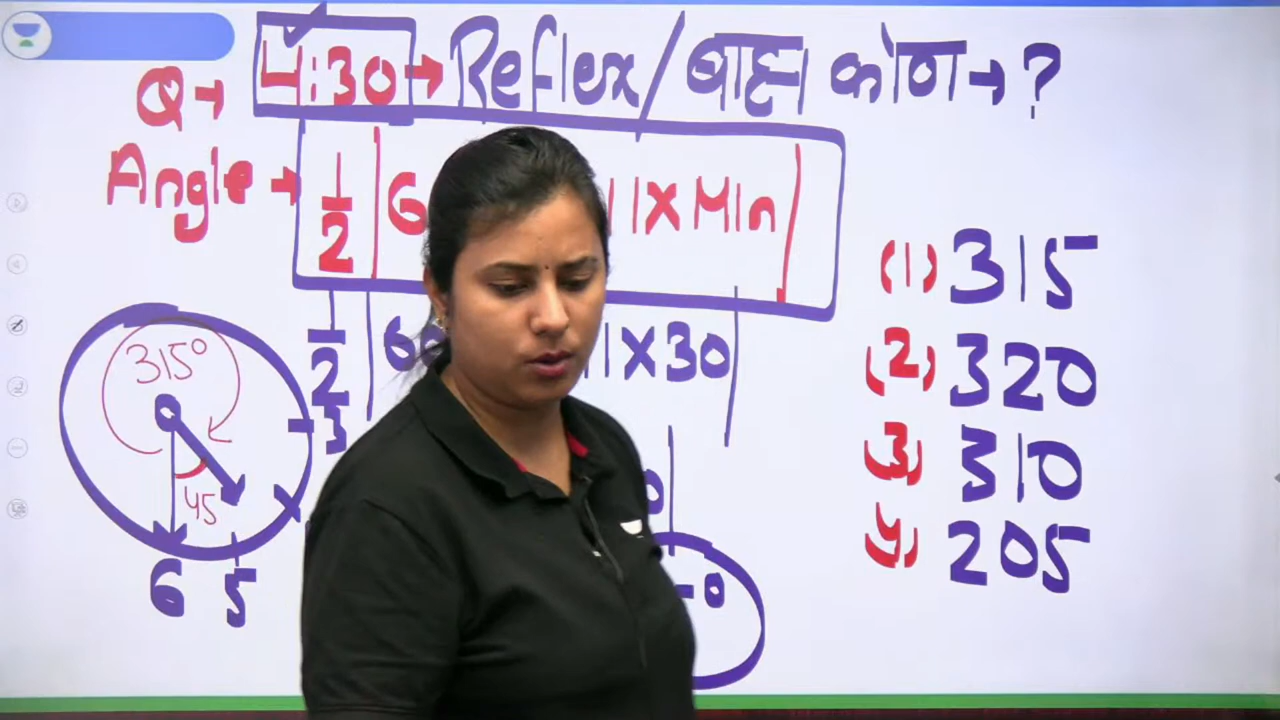 Q→ 4:30→ Reflex/बाह्य कोण→?
Angle→ 1/2 |6 11×Min|
1/2 |60 11×30|
(1) 315
(2) 320
(3) 310
(4) 205
315°
45
6 5